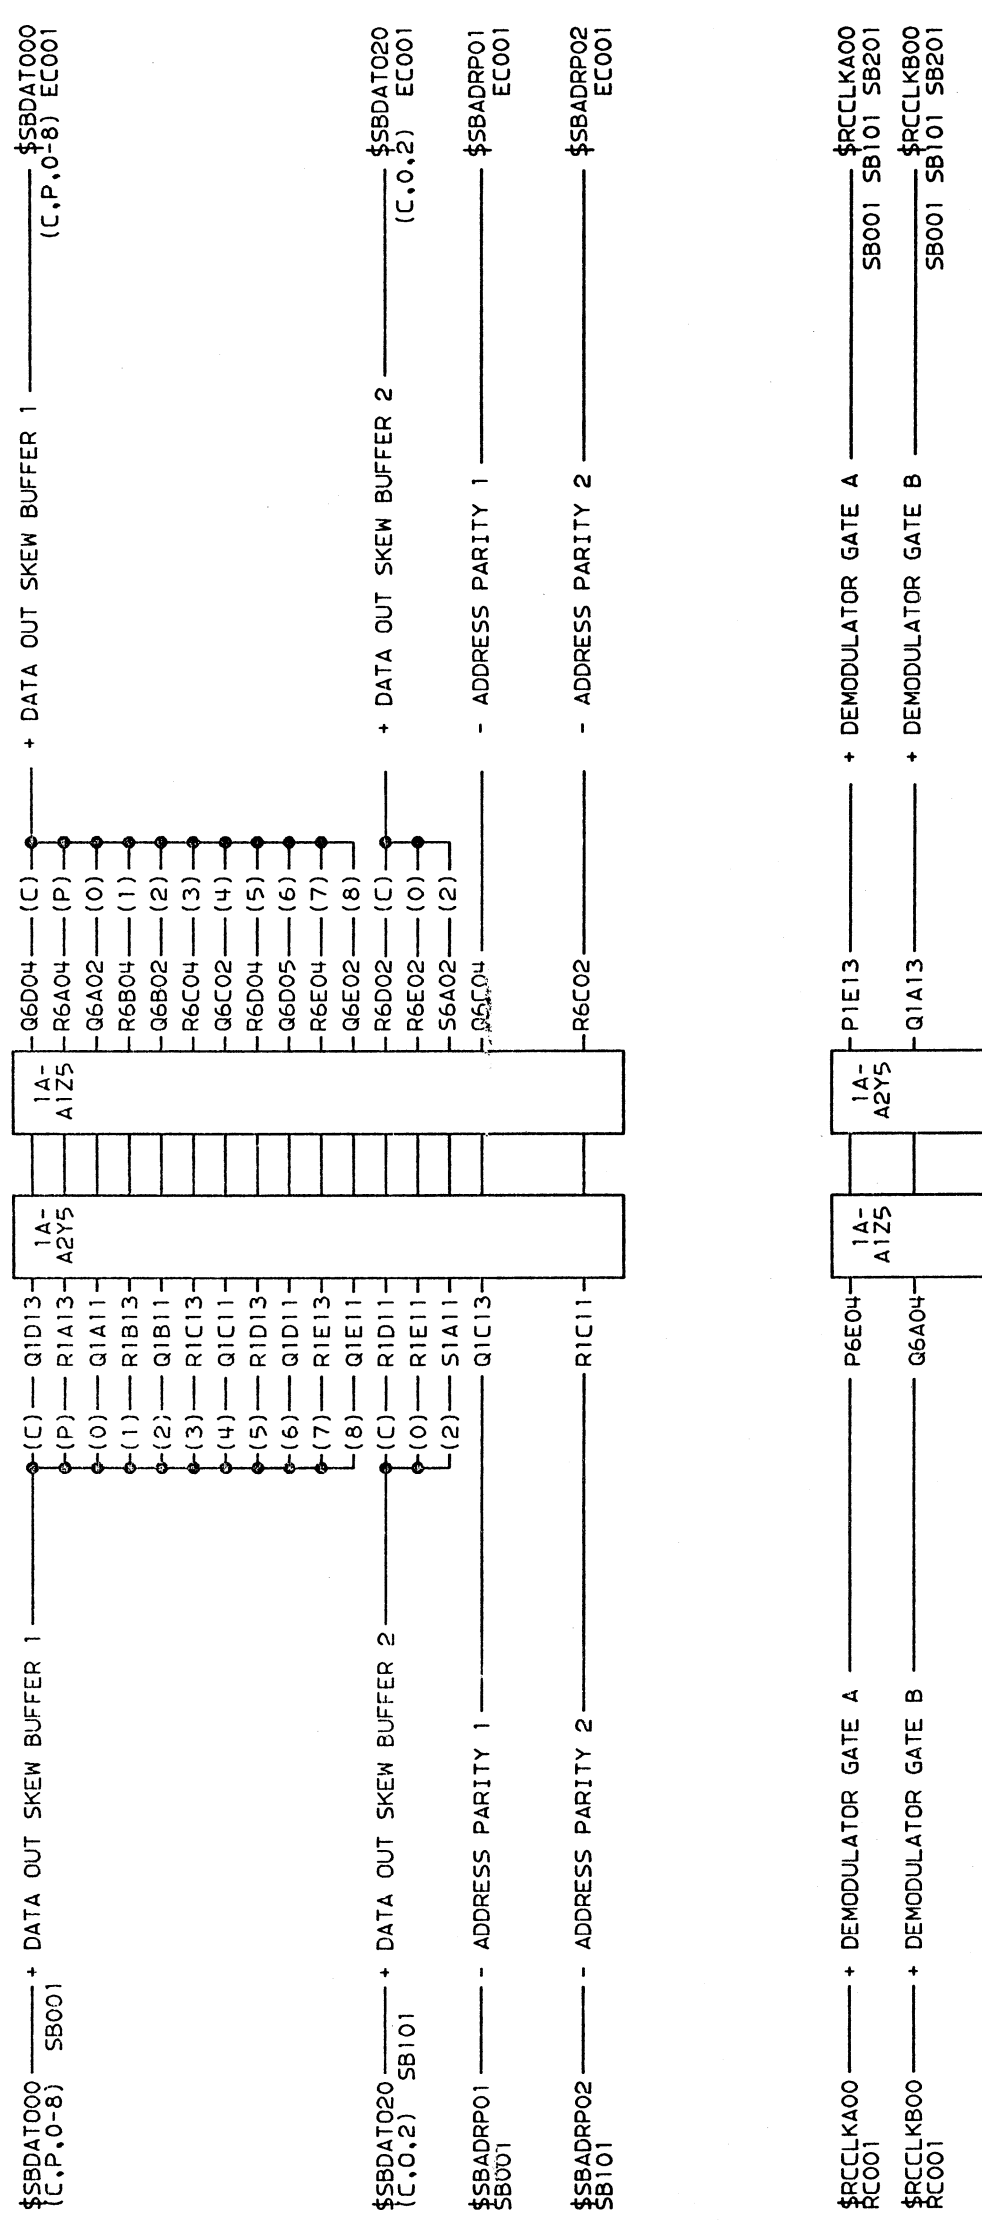 $SBDAT000 + DATA OUT SKEW BUFFER 1 (C) Q1D13 1A- 1A- Q6D04 (C) + DATA OUT SKEW BUFFER 1 $SBDAT000
(C,P,0-8) SB001 (P) R1A13 A2Y5 A1Z5 R6A04 (P) (C,P,0-8) EC001
(0) Q1A11 Q6A02 (0)
(1) R1B13 R6B04 (1)
(2) Q1B11 Q6B02 (2)
(3) R1C13 R6C04 (3)
(4) Q1C11 Q6C02 (4)
(5) R1D13 R6D04 (5)
(6) Q1D11 Q6D05 (6)
(7) R1E13 R6E04 (7)
(8) Q1E11 Q6E02 (8)
$SBDAT020 + DATA OUT SKEW BUFFER 2 (C) R1D11 R6D02 (C) + DATA OUT SKEW BUFFER 2 $SBDAT020
(C,0,2) SB101 (0) R1E11 R6E02 (0) (C,0,2) EC001
(2) S1A11 S6A02 (2)
$SBADRP01 - ADDRESS PARITY 1 Q1C13 Q6C04 - ADDRESS PARITY 1 $SBADRP01
SB001 EC001
$SBADRP02 - ADDRESS PARITY 2 R1C11 R6C02 - ADDRESS PARITY 2 $SBADRP02
SB101 EC001
$RCCLKA00 + DEMODULATOR GATE A P6E04 1A- 1A- P1E13 + DEMODULATOR GATE A $RCCLKA00
RC001 A1Z5 A2Y5 SB001 SB101 SB201
$RCCLKB00 + DEMODULATOR GATE B Q6A04 Q1A13 + DEMODULATOR GATE B $RCCLKB00
RC001 SB001 SB101 SB201